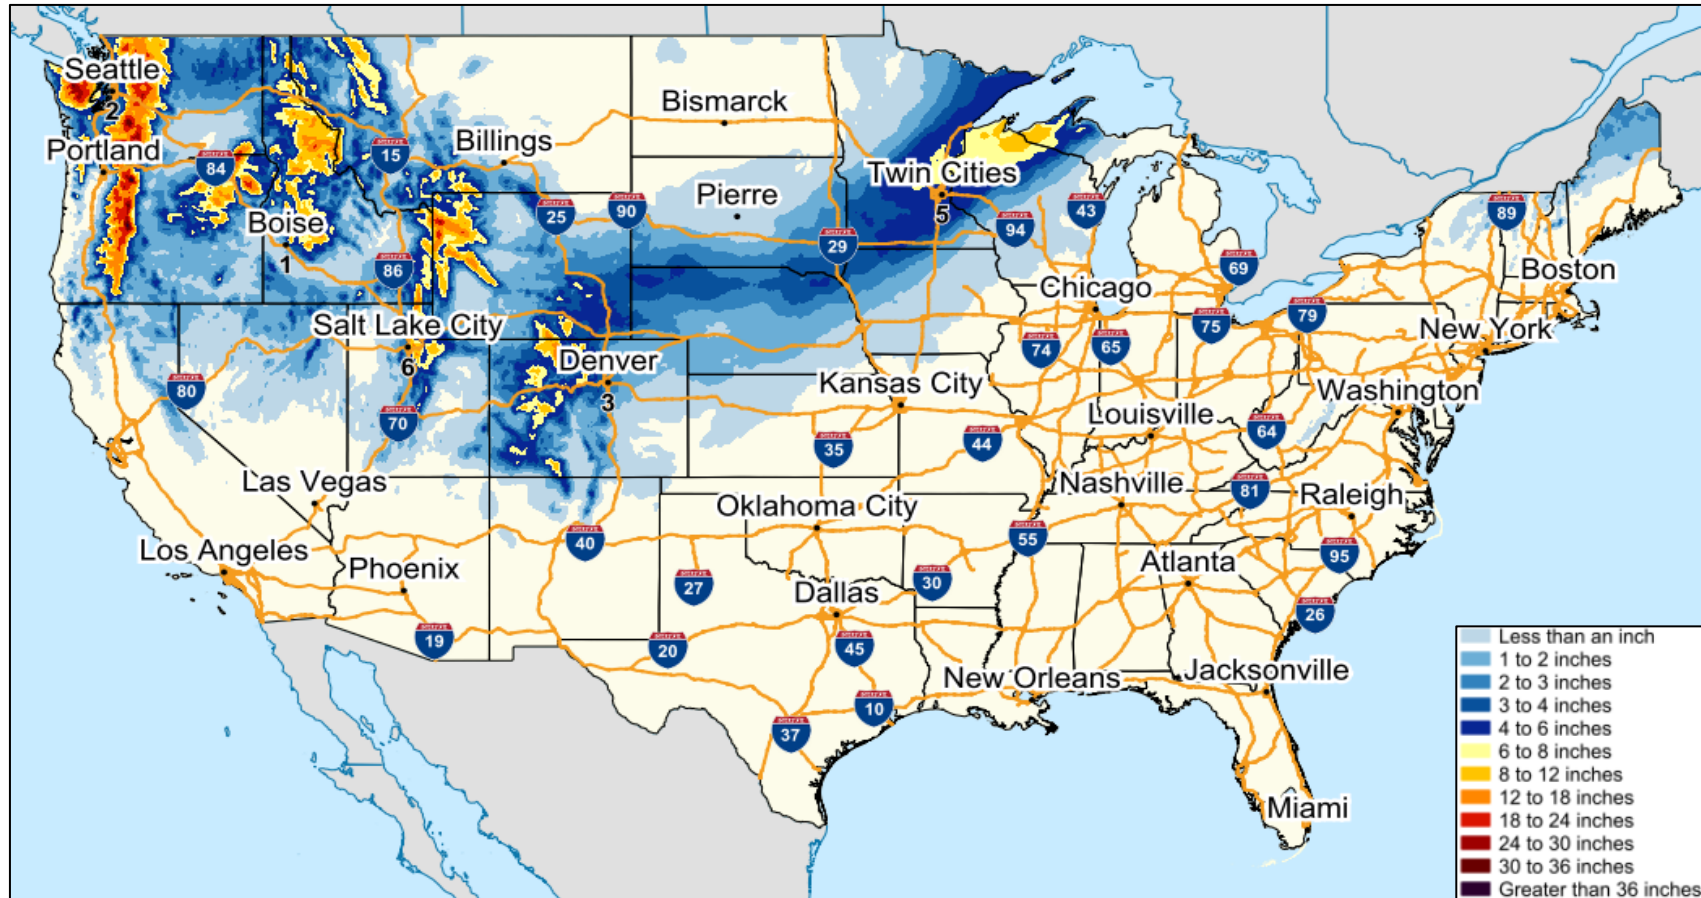 Seattle
2
Portland
84
15
Billings
Bismarck
Boise
1
86
25
90
Pierre
29
Twin Cities
5
94
43
69
89
Boston
Salt Lake City
6
Denver
3
80
70
Chicago
74
65
75
79
New York
Kansas City
35
44
Louisville
64
Washington
Las Vegas
Los Angeles
Phoenix
19
40
27
20
Oklahoma City
30
55
Nashville
81
Raleigh
95
26
Atlanta
Dallas
45
10
37
New Orleans
Jacksonville
Miami
Less than an inch
1 to 2 inches
2 to 3 inches
3 to 4 inches
4 to 6 inches
6 to 8 inches
8 to 12 inches
12 to 18 inches
18 to 24 inches
24 to 30 inches
30 to 36 inches
Greater than 36 inches